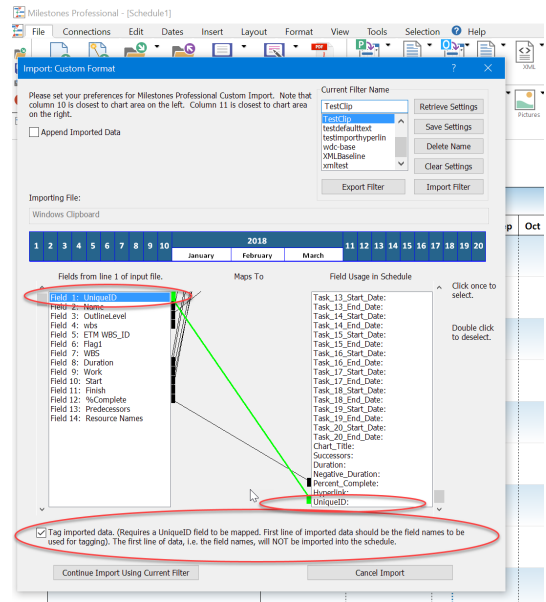 Milestones Professional - [Schedule1]
File Connections Edit Dates Insert Layout Format View Tools Selection Help
XML
Pictures
Import: Custom Format
? ×
Please set your preferences for Milestones Professional Custom Import. Note that
column 10 is closest to chart area on the left. Column 11 is closest to chart area
on the right.
Append Imported Data
Current Filter Name
TestClip
TestClip
testdefaulttext
testimporthyperlin
wdc-base
XMLBaseline
xmltest
Retrieve Settings
Save Settings
Delete Name
Clear Settings
Export Filter
Import Filter
Importing File:
Windows Clipboard
1 2 3 4 5 6 7 8 9 10
2018
January February March
11 12 13 14 15 16 17 18 19 20
Oct
Fields from line 1 of input file.
Maps To
Field Usage in Schedule
Click once to
select.
Double click
to deselect.
Field 1: UniqueID
Field 2: Name
Field 3: OutlineLevel
Field 4: wbs
Field 5: ETM WBS_ID
Field 6: Flag1
Field 7: WBS
Field 8: Duration
Field 9: Work
Field 10: Start
Field 11: Finish
Field 12: %Complete
Field 13: Predecessors
Field 14: Resource Names
Task_13_Start_Date:
Task_13_End_Date:
Task_14_Start_Date:
Task_14_End_Date:
Task_15_Start_Date:
Task_15_End_Date:
Task_16_Start_Date:
Task_16_End_Date:
Task_17_Start_Date:
Task_17_End_Date:
Task_18_Start_Date:
Task_18_End_Date:
Task_19_Start_Date:
Task_19_End_Date:
Task_20_Start_Date:
Task_20_End_Date:
Chart_Title:
Successors:
Duration:
Negative_Duration:
Percent_Complete:
Hyperlink:
UniqueID:
Tag imported data. (Requires a UniqueID field to be mapped. First line of imported data should be the field names to be
used for tagging). The first line of data, i.e. the field names, will NOT be imported into the schedule.
Continue Import Using Current Filter
Cancel Import